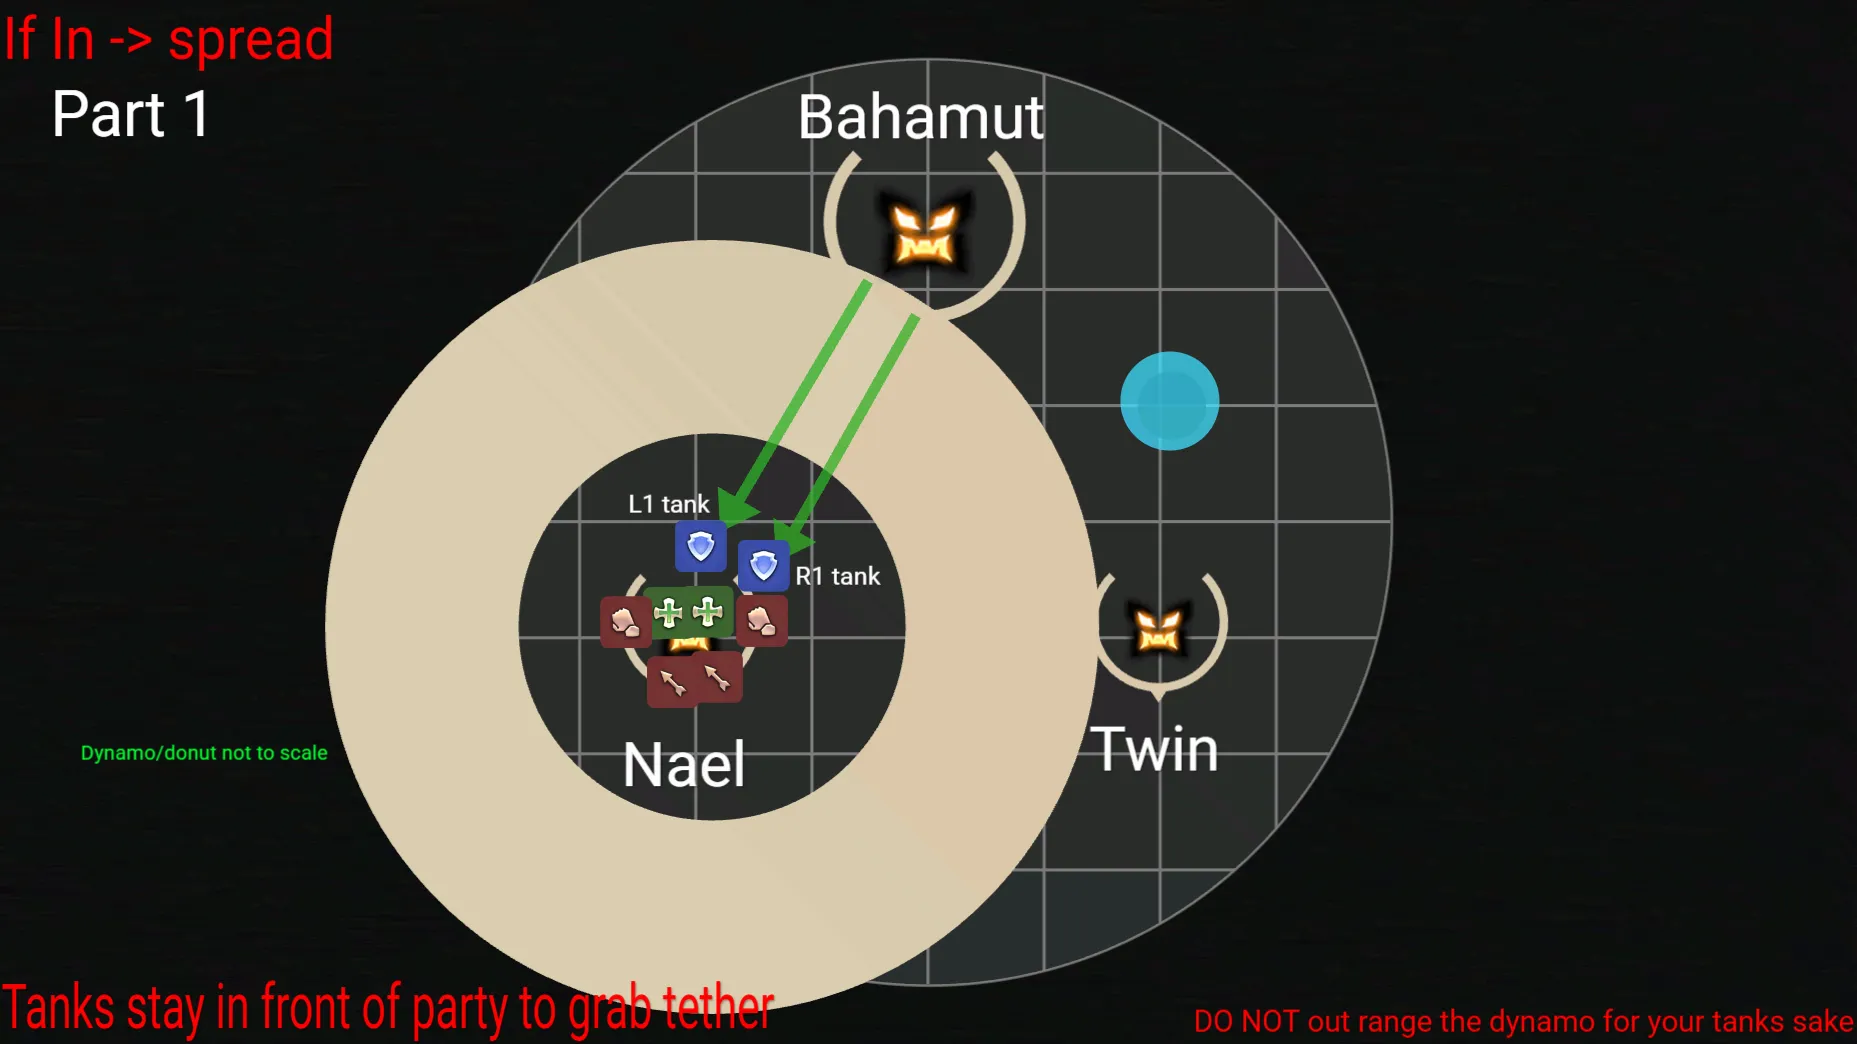 If In -> spread
Part 1
Bahamut
L1 tank
R1 tank
Twin
Dynamo/donut not to scale
Nael
Tanks stay in front of party to grab tether
DO NOT out range the dynamo for your tanks sake